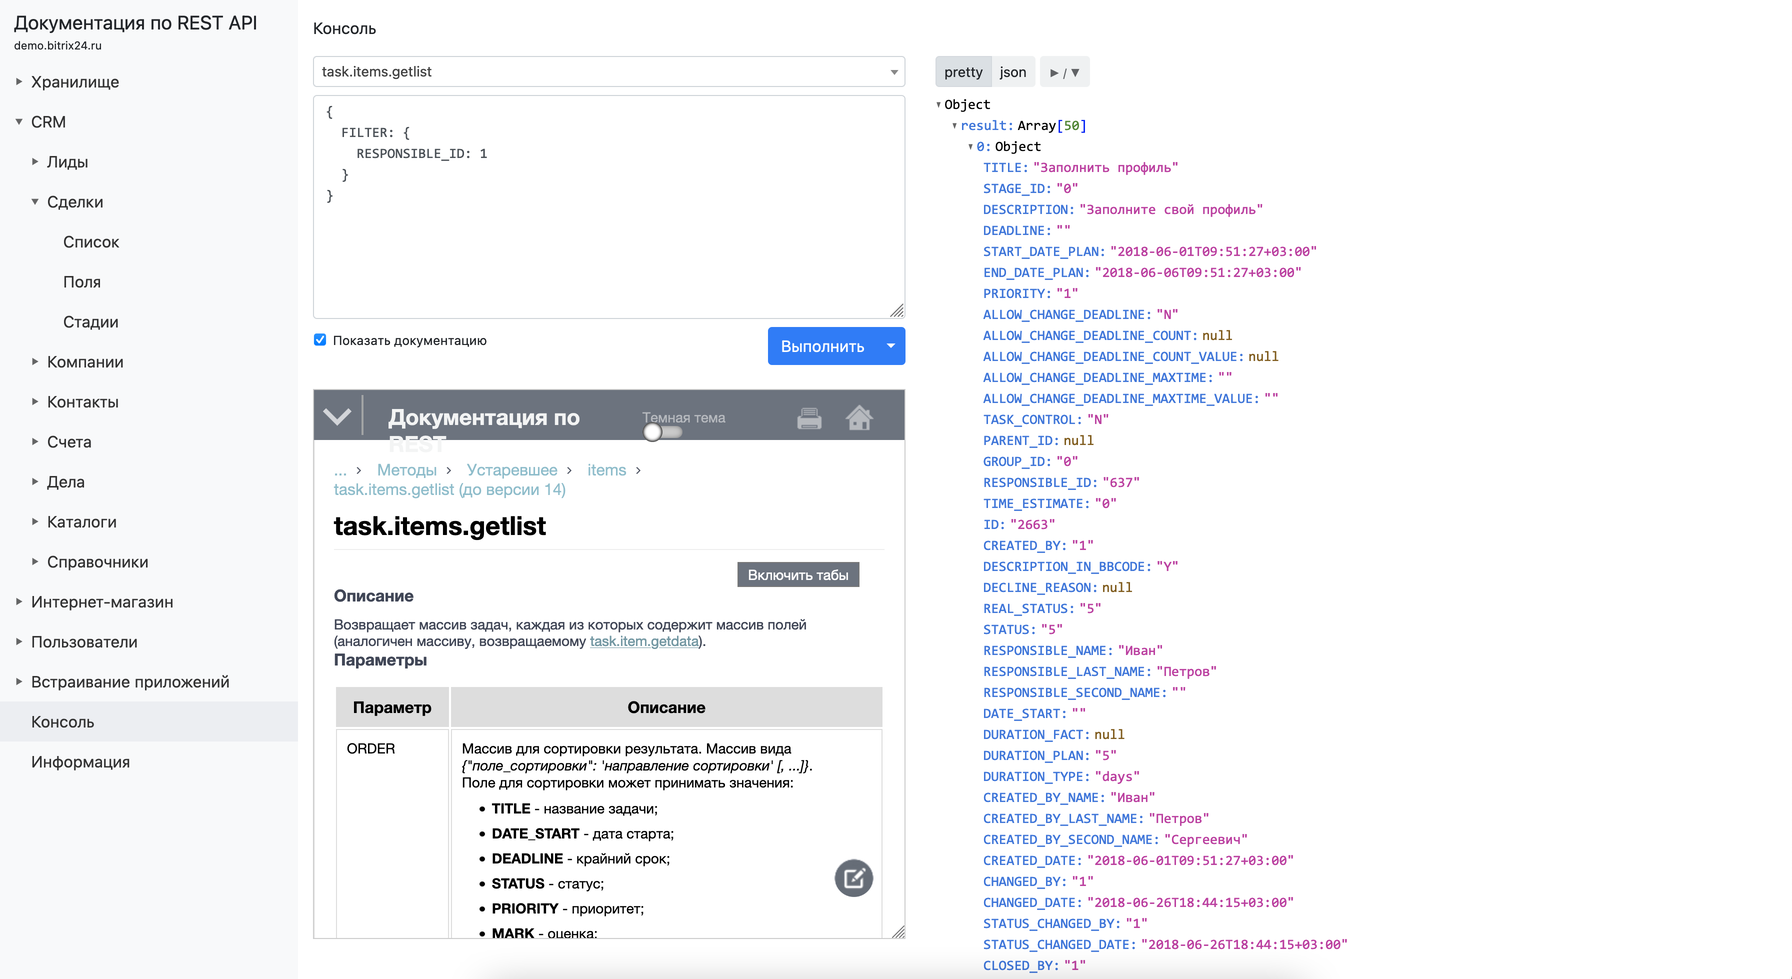 Документация по REST API
demo.bitrix24.ru
Хранилище
CRM
Лиды
Сделки
Список
Поля
Стадии
Компании
Контакты
Счета
Дела
Каталоги
Справочники
Интернет-магазин
Пользователи
Встраивание приложений
Консоль
Информация
Консоль
task.items.getlist
{
FILTER: {
RESPONSIBLE_ID: 1
}
}
Показать документацию
Выполнить
Документация по
REST
Темная тема
... › Методы › Устаревшее › items ›
task.items.getlist (до версии 14)
task.items.getlist
Включить табы
Описание
Возвращает массив задач, каждая из которых содержит массив полей
(аналогичен массиву, возвращаемому task.item.getdata).
Параметры
Параметр Описание
ORDER Массив для сортировки результата. Массив вида
{"поле_сортировки": 'направление сортировки' [, ...]}.
Поле для сортировки может принимать значения:
• TITLE - название задачи;
• DATE_START - дата старта;
• DEADLINE - крайний срок;
• STATUS - статус;
• PRIORITY - приоритет;
• MARK - оценка;
pretty json ►/▼
Object
result: Array[50]
0: Object
TITLE: "Заполнить профиль"
STAGE_ID: "0"
DESCRIPTION: "Заполните свой профиль"
DEADLINE: ""
START_DATE_PLAN: "2018-06-01T09:51:27+03:00"
END_DATE_PLAN: "2018-06-06T09:51:27+03:00"
PRIORITY: "1"
ALLOW_CHANGE_DEADLINE: "N"
ALLOW_CHANGE_DEADLINE_COUNT: null
ALLOW_CHANGE_DEADLINE_COUNT_VALUE: null
ALLOW_CHANGE_DEADLINE_MAXTIME: ""
ALLOW_CHANGE_DEADLINE_MAXTIME_VALUE: ""
TASK_CONTROL: "N"
PARENT_ID: null
GROUP_ID: "0"
RESPONSIBLE_ID: "637"
TIME_ESTIMATE: "0"
ID: "2663"
CREATED_BY: "1"
DESCRIPTION_IN_BBCODE: "Y"
DECLINE_REASON: null
REAL_STATUS: "5"
STATUS: "5"
RESPONSIBLE_NAME: "Иван"
RESPONSIBLE_LAST_NAME: "Петров"
RESPONSIBLE_SECOND_NAME: ""
DATE_START: ""
DURATION_FACT: null
DURATION_PLAN: "5"
DURATION_TYPE: "days"
CREATED_BY_NAME: "Иван"
CREATED_BY_LAST_NAME: "Петров"
CREATED_BY_SECOND_NAME: "Сергеевич"
CREATED_DATE: "2018-06-01T09:51:27+03:00"
CHANGED_BY: "1"
CHANGED_DATE: "2018-06-26T18:44:15+03:00"
STATUS_CHANGED_BY: "1"
STATUS_CHANGED_DATE: "2018-06-26T18:44:15+03:00"
CLOSED_BY: "1"